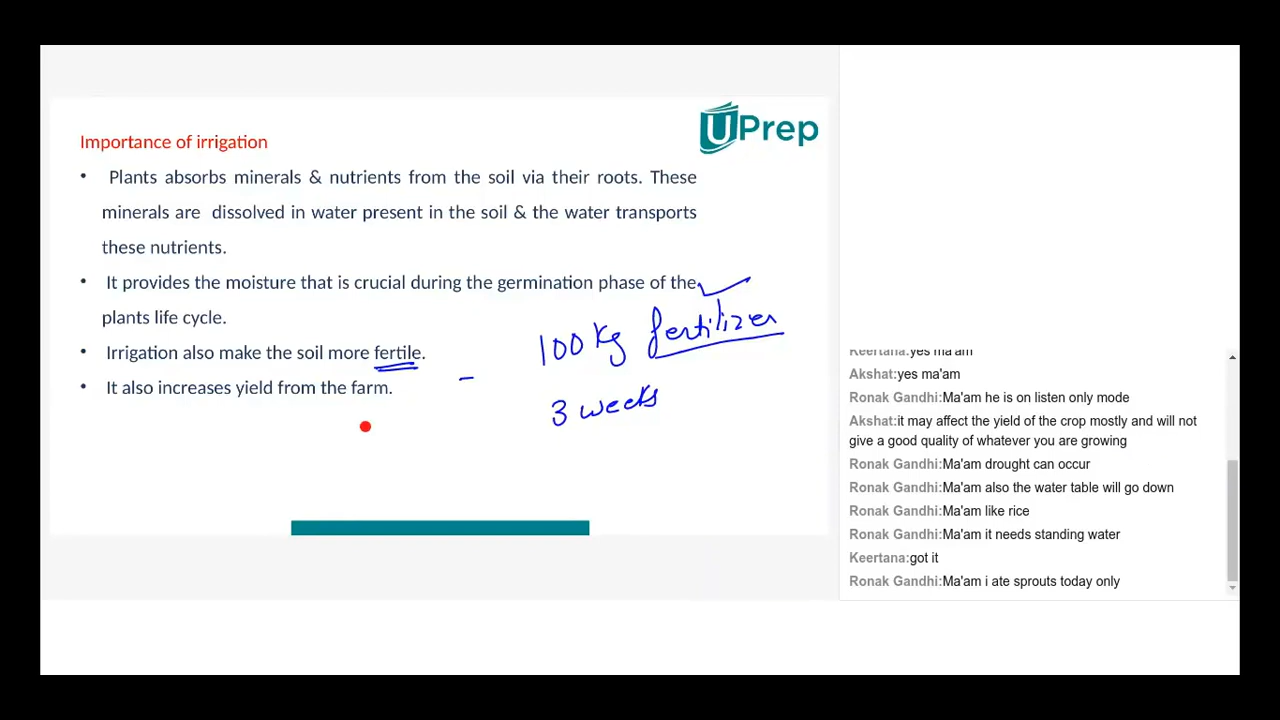 UPrep
Importance of irrigation
• Plants absorbs minerals & nutrients from the soil via their roots. These
minerals are dissolved in water present in the soil & the water transports
these nutrients.
• It provides the moisture that is crucial during the germination phase of the
plants life cycle.
• Irrigation also make the soil more fertile.
• It also increases yield from the farm.
100 Kg fertilizer
3 weeks
Keertana:yes ma'am
Akshat:yes ma'am
Ronak Gandhi:Ma'am he is on listen only mode
Akshat:it may affect the yield of the crop mostly and will not
give a good quality of whatever you are growing
Ronak Gandhi:Ma'am drought can occur
Ronak Gandhi:Ma'am also the water table will go down
Ronak Gandhi:Ma'am like rice
Ronak Gandhi:Ma'am it needs standing water
Keertana:got it
Ronak Gandhi:Ma'am i ate sprouts today only